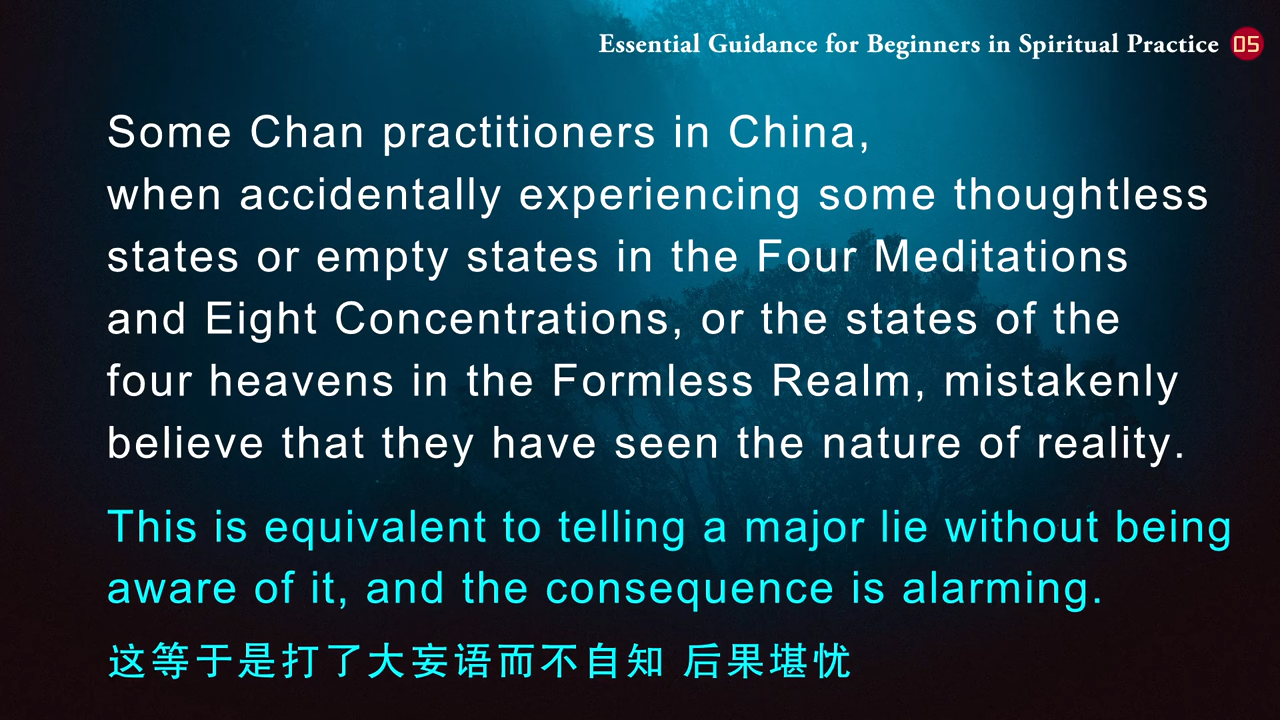 Essential Guidance for Beginners in Spiritual Practice 05
Some Chan practitioners in China,
when accidentally experiencing some thoughtless
states or empty states in the Four Meditations
and Eight Concentrations, or the states of the
four heavens in the Formless Realm, mistakenly
believe that they have seen the nature of reality.
This is equivalent to telling a major lie without being
aware of it, and the consequence is alarming.
这等于是打了大妄语而不自知 后果堪忧